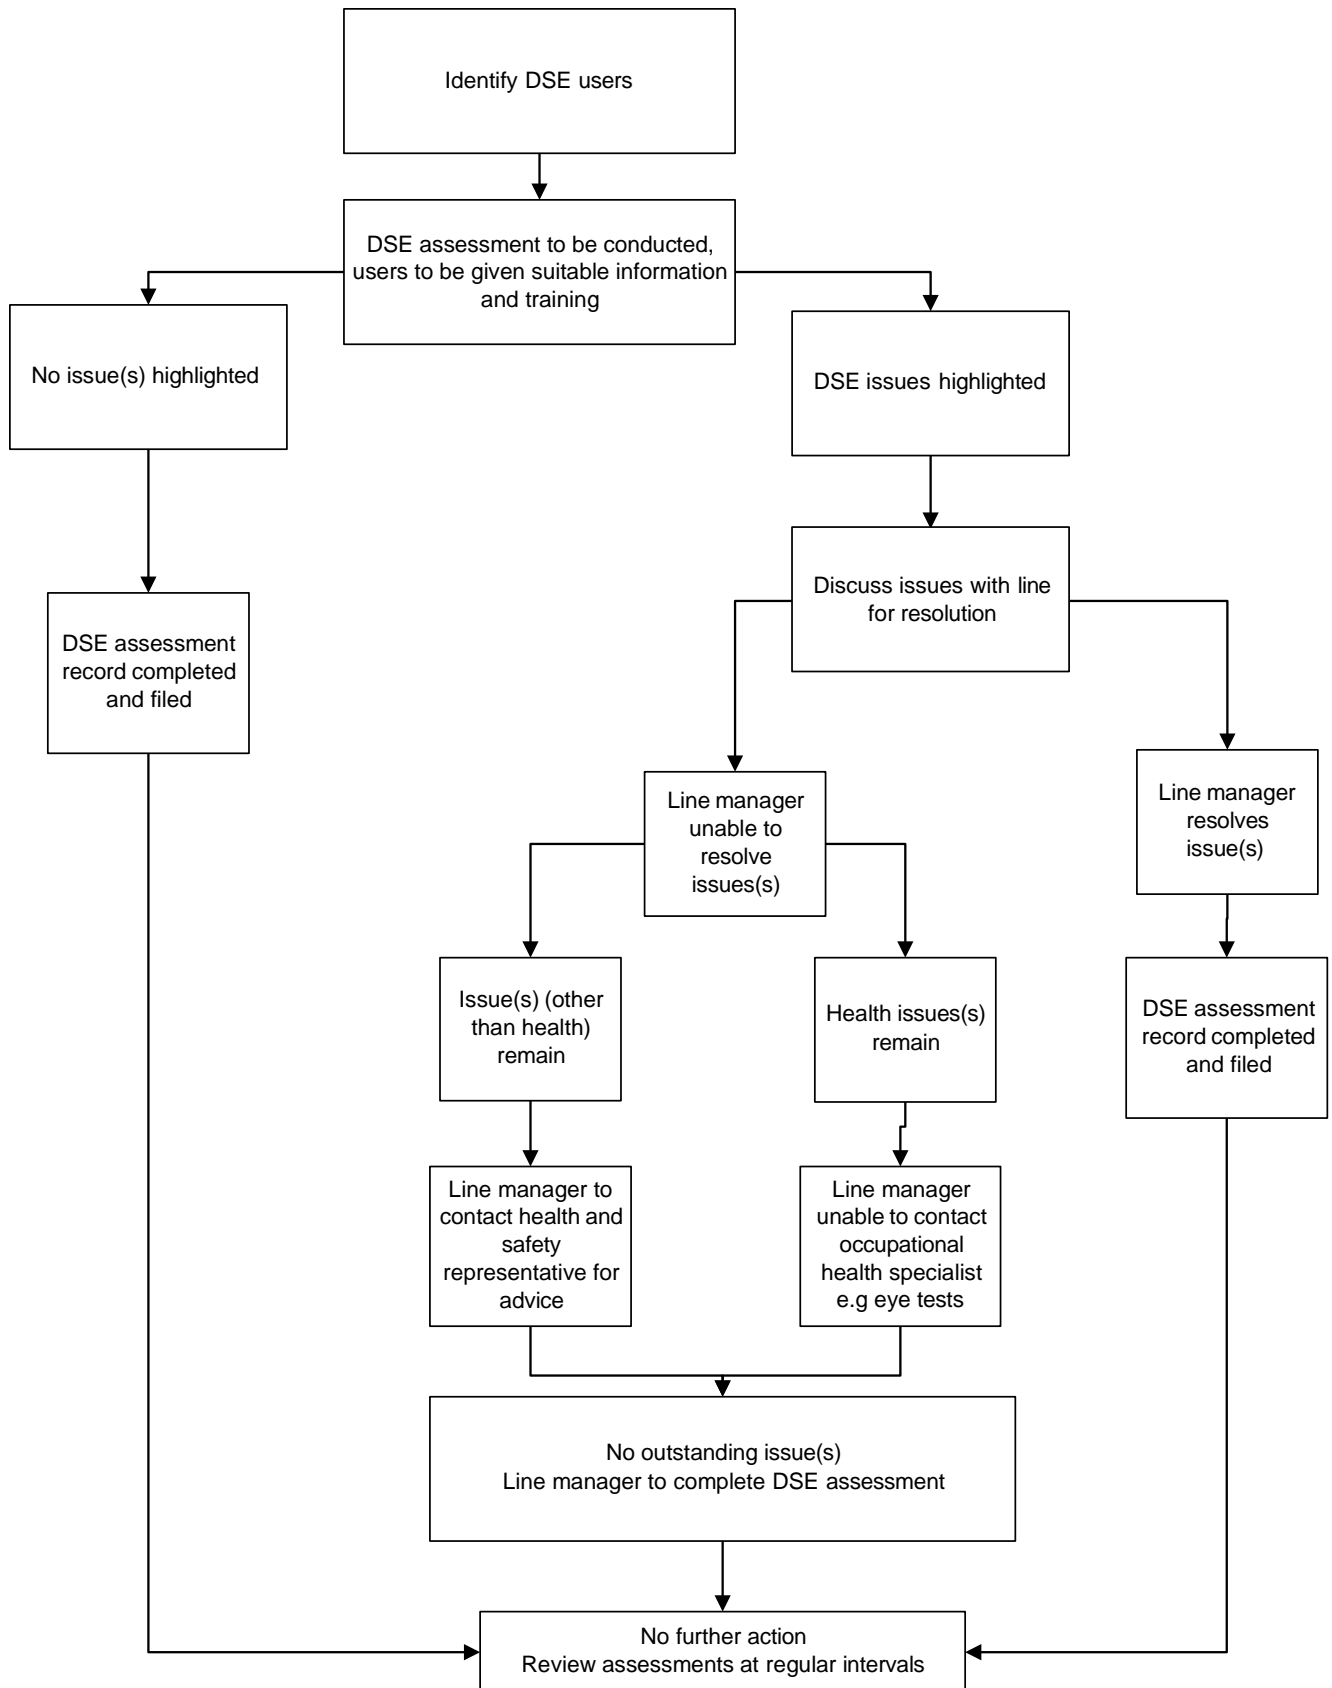 Identify DSE users
DSE assessment to be conducted,
users to be given suitable information
and training
No issue(s) highlighted
DSE issues highlighted
Discuss issues with line
for resolution
DSE assessment
record completed
and filed
Line manager
unable to
resolve
issues(s)
Line manager
resolves
issue(s)
Issue(s) (other
than health)
remain
Health issues(s)
remain
DSE assessment
record completed
and filed
Line manager to
contact health and
safety
representative for
advice
Line manager
unable to contact
occupational
health specialist
e.g eye tests
No outstanding issue(s)
Line manager to complete DSE assessment
No further action
Review assessments at regular intervals